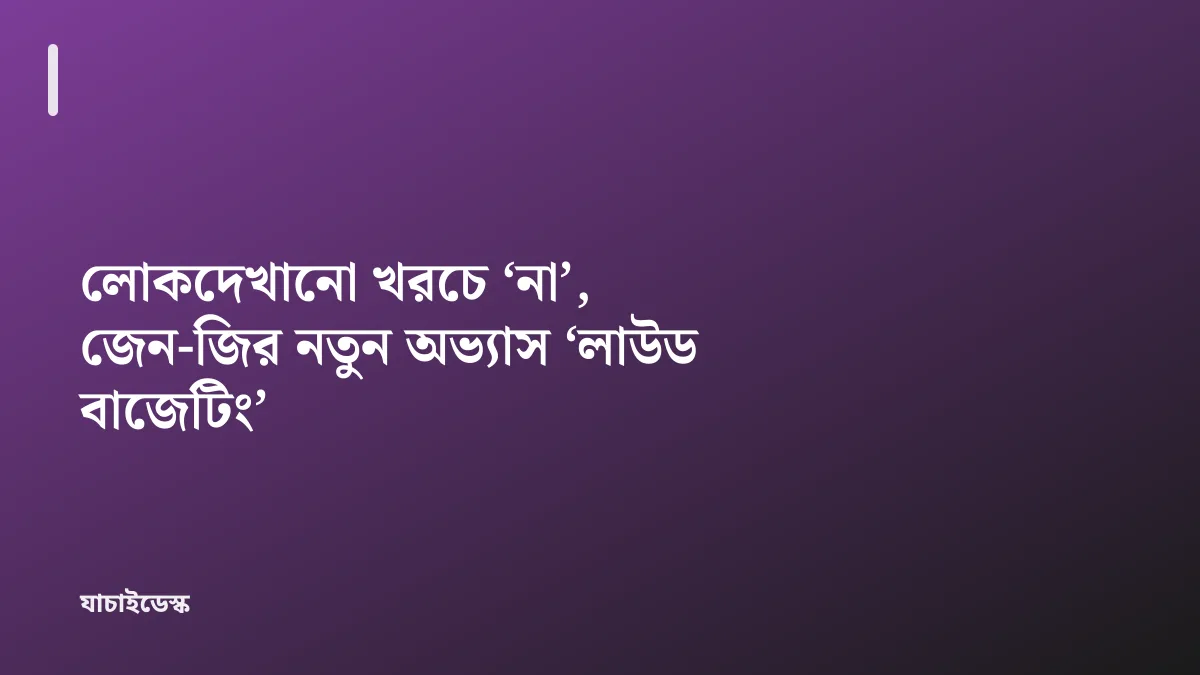 লোকদেখানো খরচে ‘না’,
জেন-জির নতুন অভ্যাস ‘লাউড
বাজেটিং’
যাচাইডেস্ক